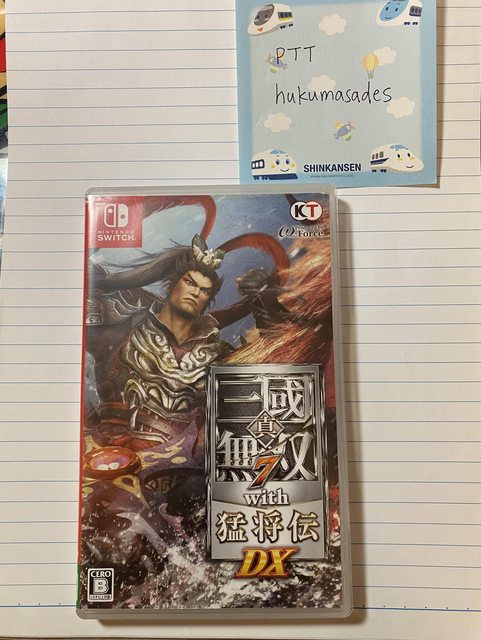 PTT
hukumasades
SHINKANSEN
NINTENDO
SWITCH
KT
ω-Force
真・三國無双7
with
猛将伝
DX
CERO
B